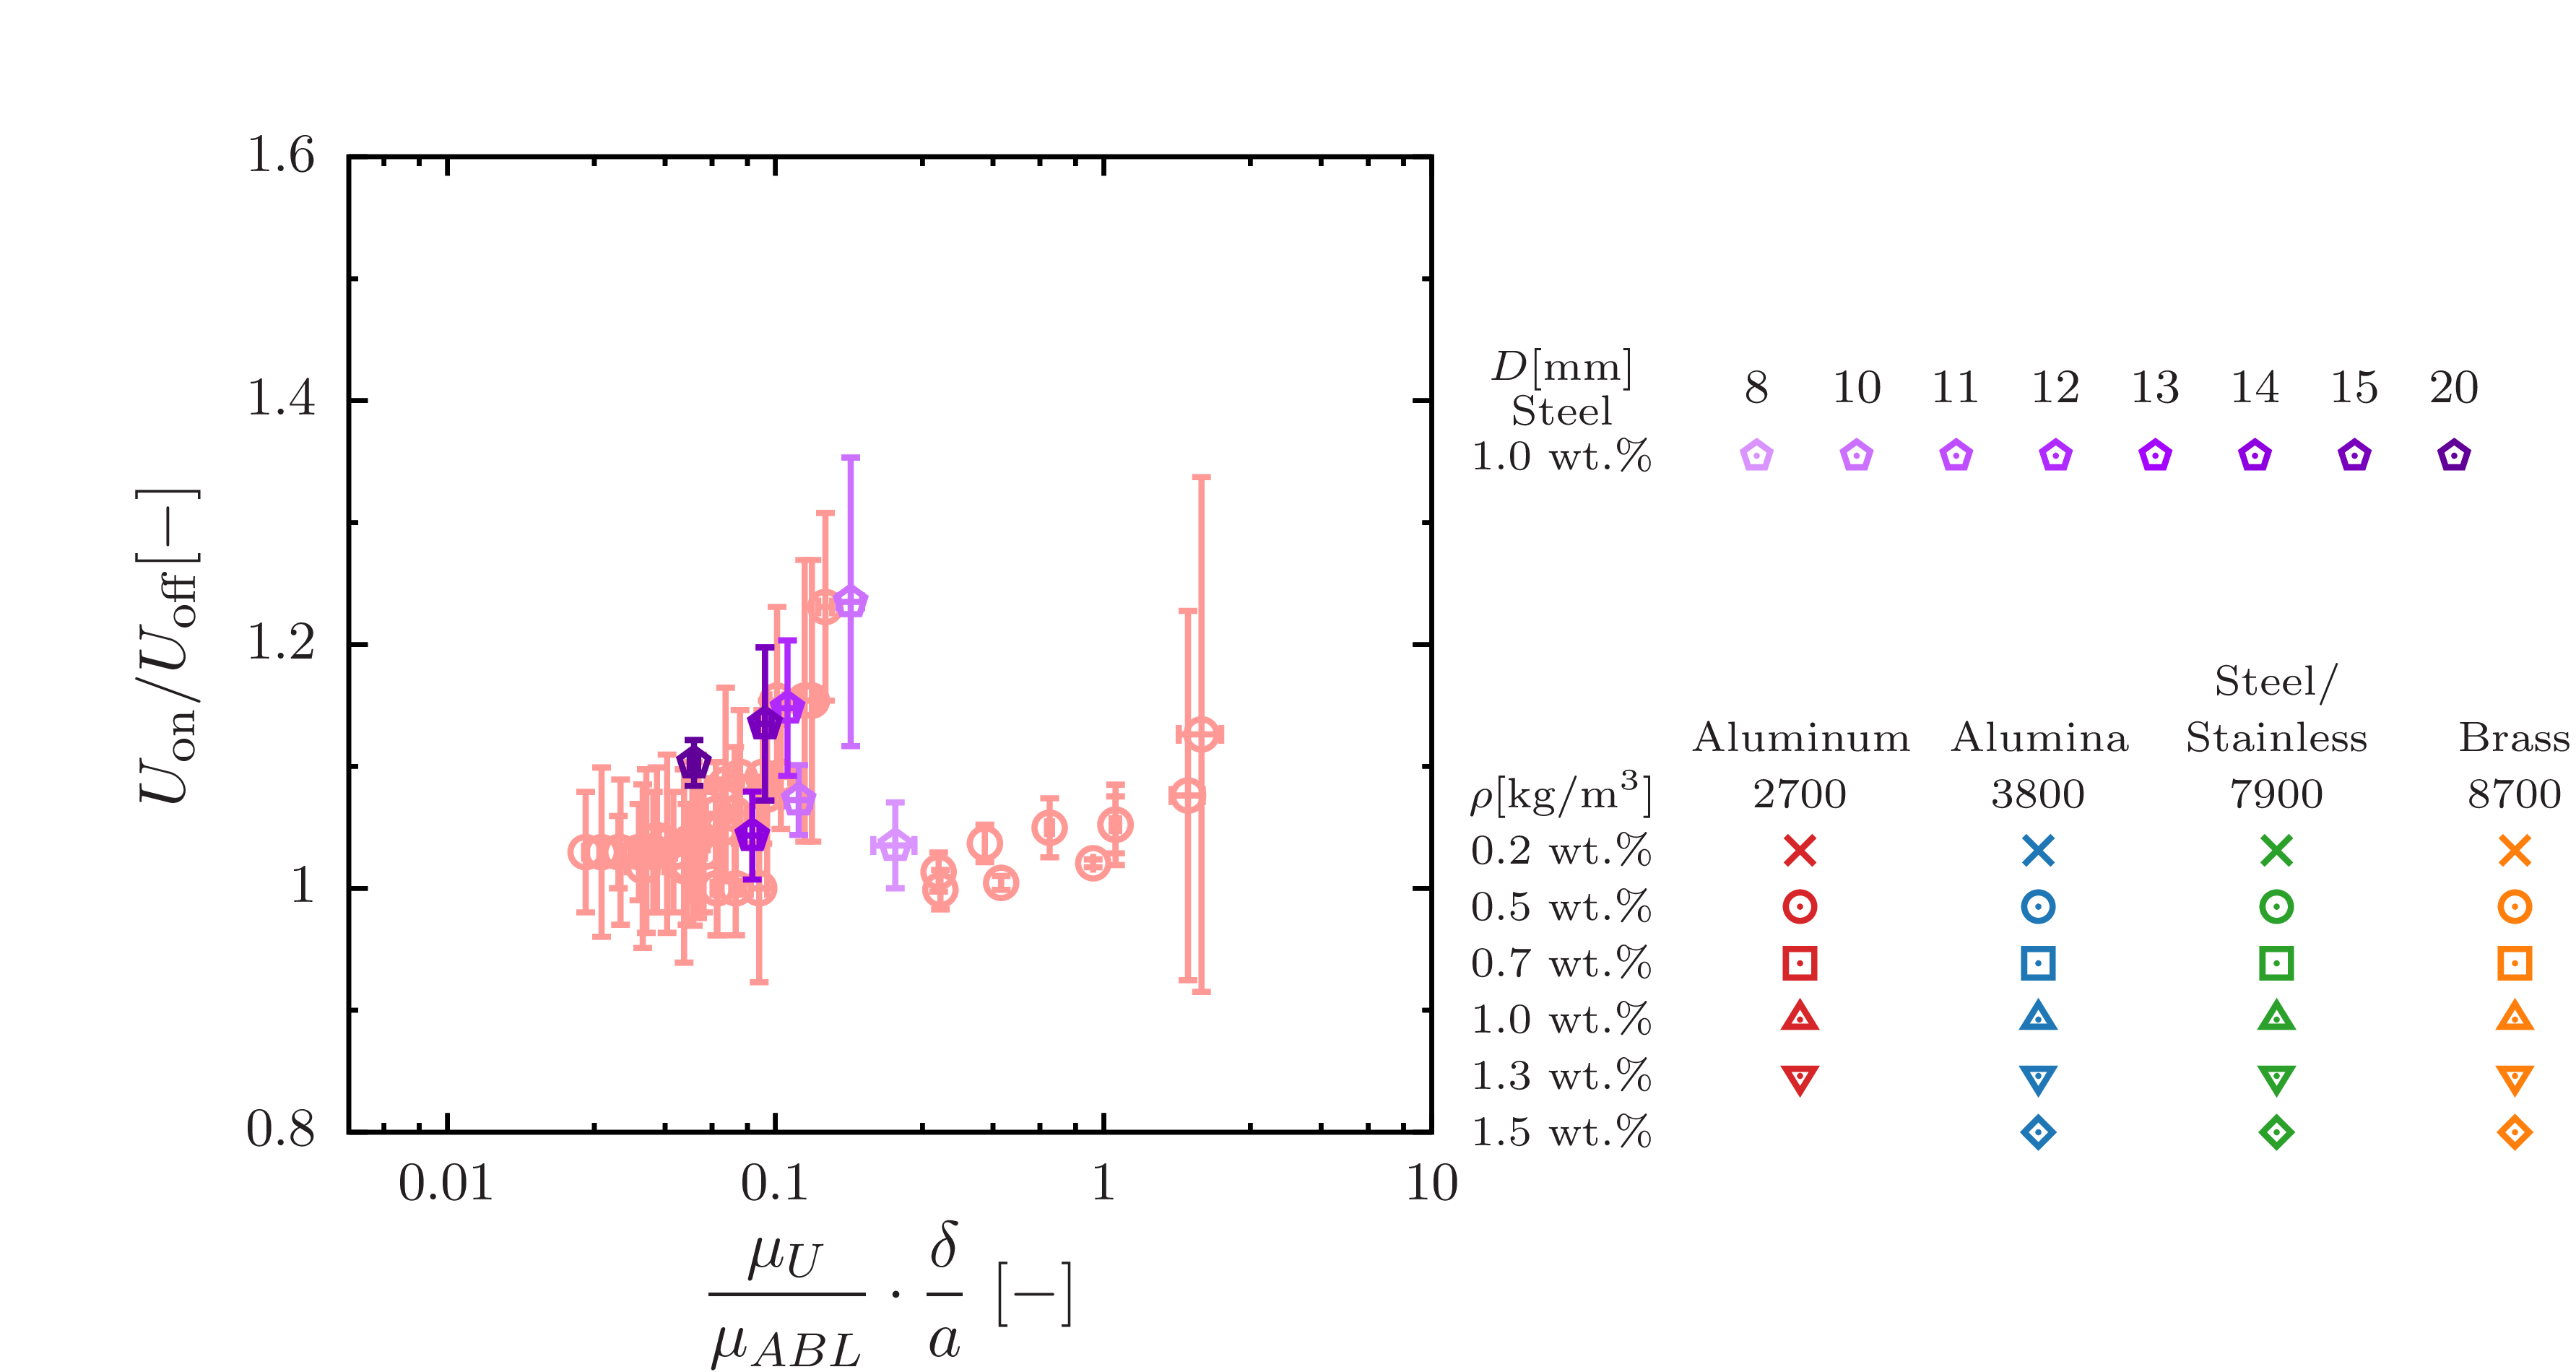 1.6
1.4
1.2
1
0.8
U_on/U_off[−]
0.01 0.1 1 10
μ_U/μ_ABL · δ/a [−]
D[mm] 8 10 11 12 13 14 15 20
Steel
1.0 wt.%
Steel/
Aluminum Alumina Stainless Brass
ρ[kg/m³] 2700 3800 7900 8700
0.2 wt.%
0.5 wt.%
0.7 wt.%
1.0 wt.%
1.3 wt.%
1.5 wt.%